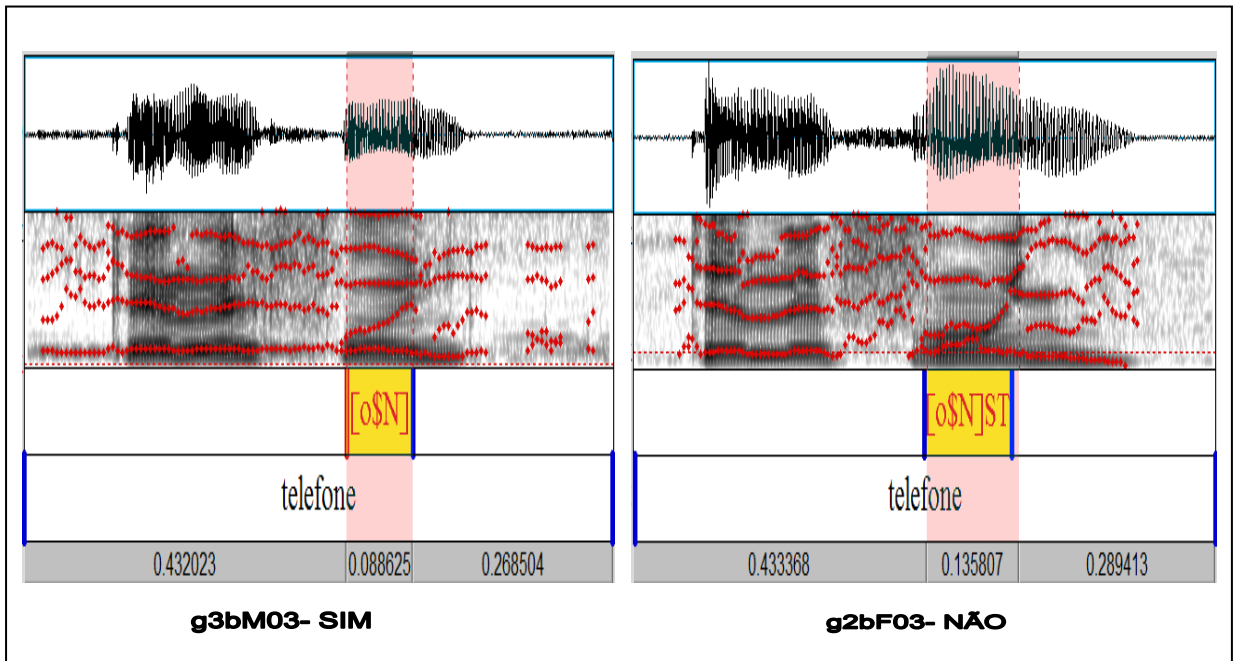 [o$N]
telefone
0.432023 0.088625 0.268504
g3bM03- SIM
[o$N]ST
telefone
0.433368 0.135807 0.289413
g2bF03- NÃO